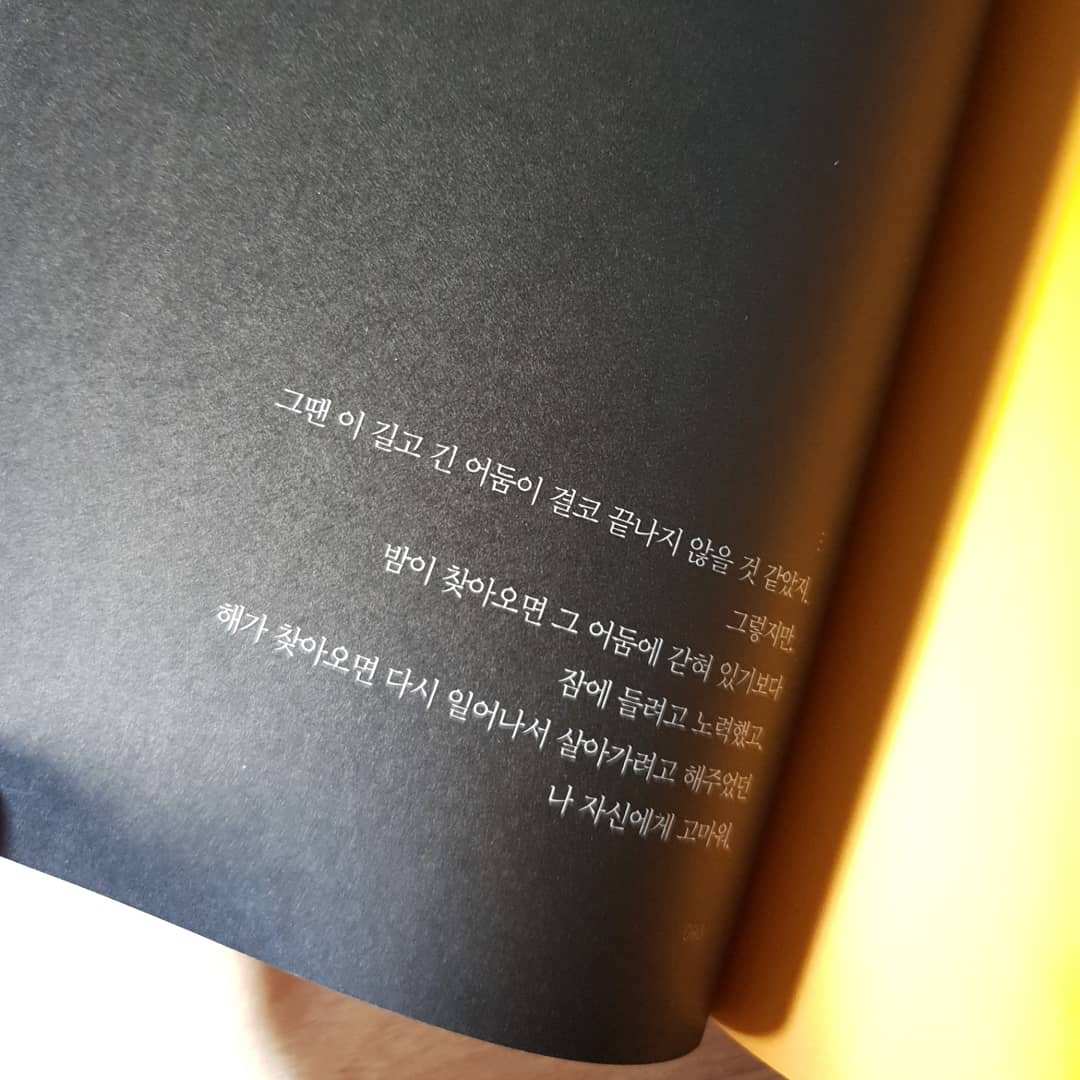 ⋮
그땐 이 길고 긴 어둠이 결코 끝나지 않을 것 같았지.
그렇지만,
밤이 찾아오면 그 어둠에 갇혀 있기보다
잠에 들려고 노력했고,
해가 찾아오면 다시 일어나서 살아가려고 해주었던
나 자신에게 고마워.